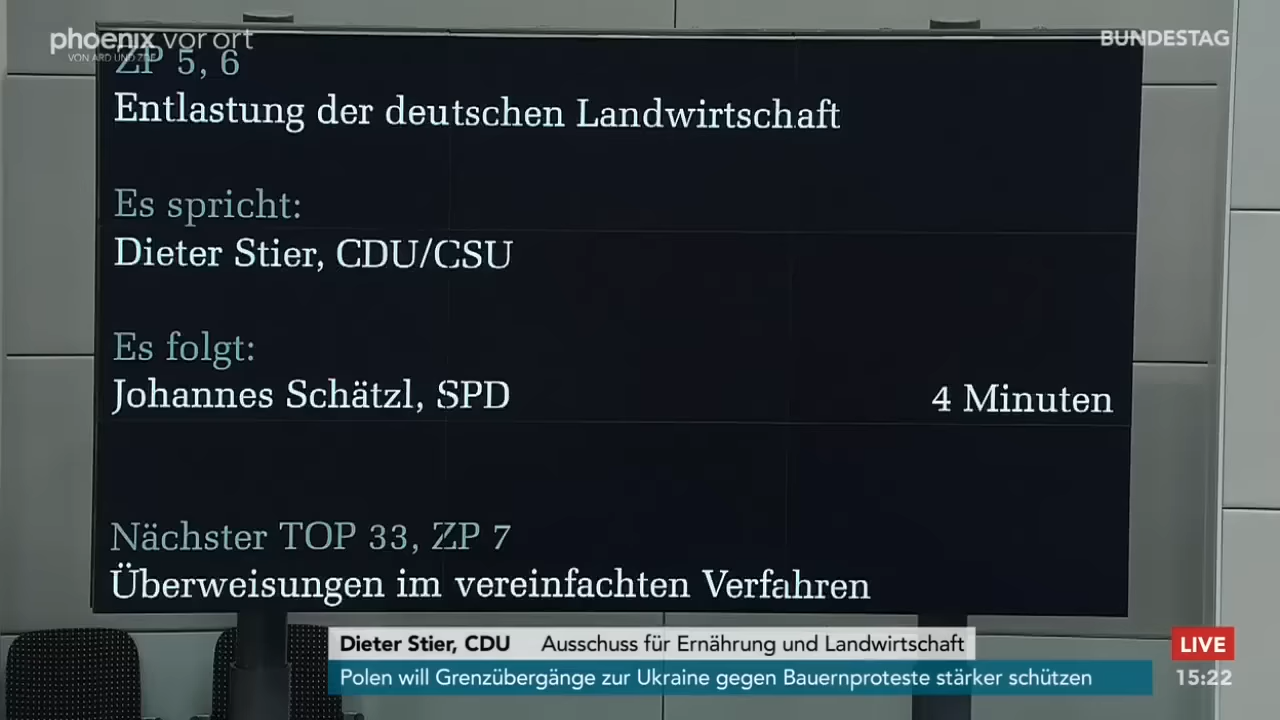 phoenix vor ort
VON ARD UND ZDF
BUNDESTAG
ZP 5, 6
Entlastung der deutschen Landwirtschaft
Es spricht:
Dieter Stier, CDU/CSU
Es folgt:
Johannes Schätzl, SPD 4 Minuten
Nächster TOP 33, ZP 7
Überweisungen im vereinfachten Verfahren
Dieter Stier, CDU Ausschuss für Ernährung und Landwirtschaft
LIVE
Polen will Grenzübergänge zur Ukraine gegen Bauernproteste stärker schützen
15:22